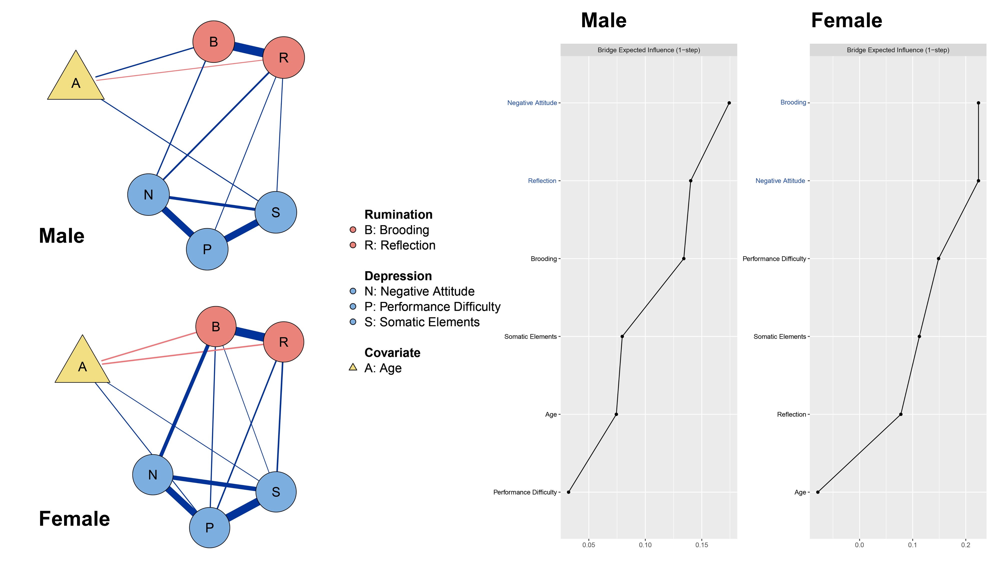 B
R
A
N
S
P
Male
B
R
A
N
S
P
Female
Rumination
B: Brooding
R: Reflection
Depression
N: Negative Attitude
P: Performance Difficulty
S: Somatic Elements
Covariate
A: Age
Male
Bridge Expected Influence (1−step)
Negative Attitude
Reflection
Brooding
Somatic Elements
Age
Performance Difficulty
0.05 0.10 0.15
Female
Bridge Expected Influence (1−step)
Brooding
Negative Attitude
Performance Difficulty
Somatic Elements
Reflection
Age
0.0 0.1 0.2